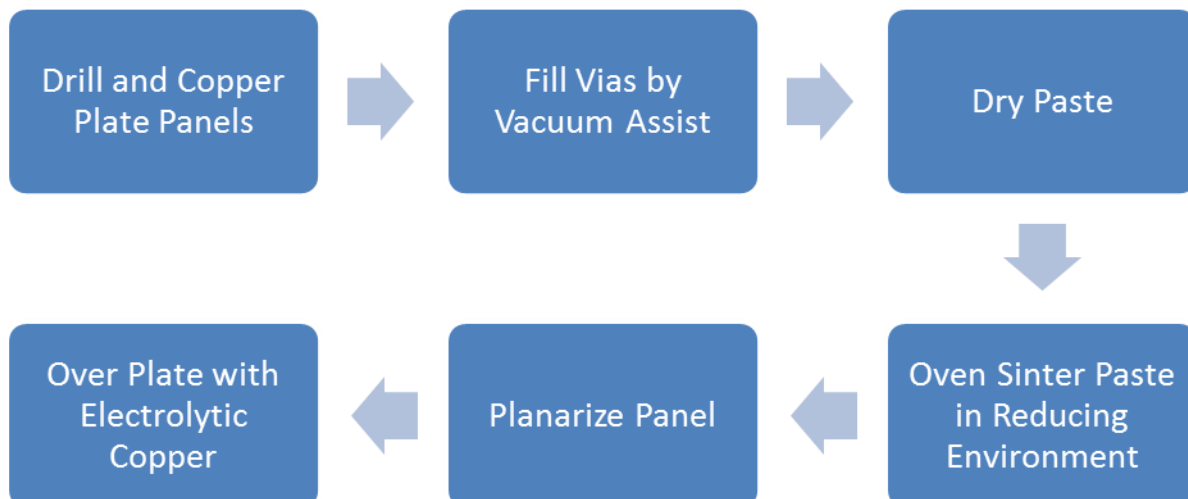 Drill and Copper
Plate Panels
Fill Vias by
Vacuum Assist
Dry Paste
Oven Sinter Paste
in Reducing
Environment
Planarize Panel
Over Plate with
Electrolytic
Copper